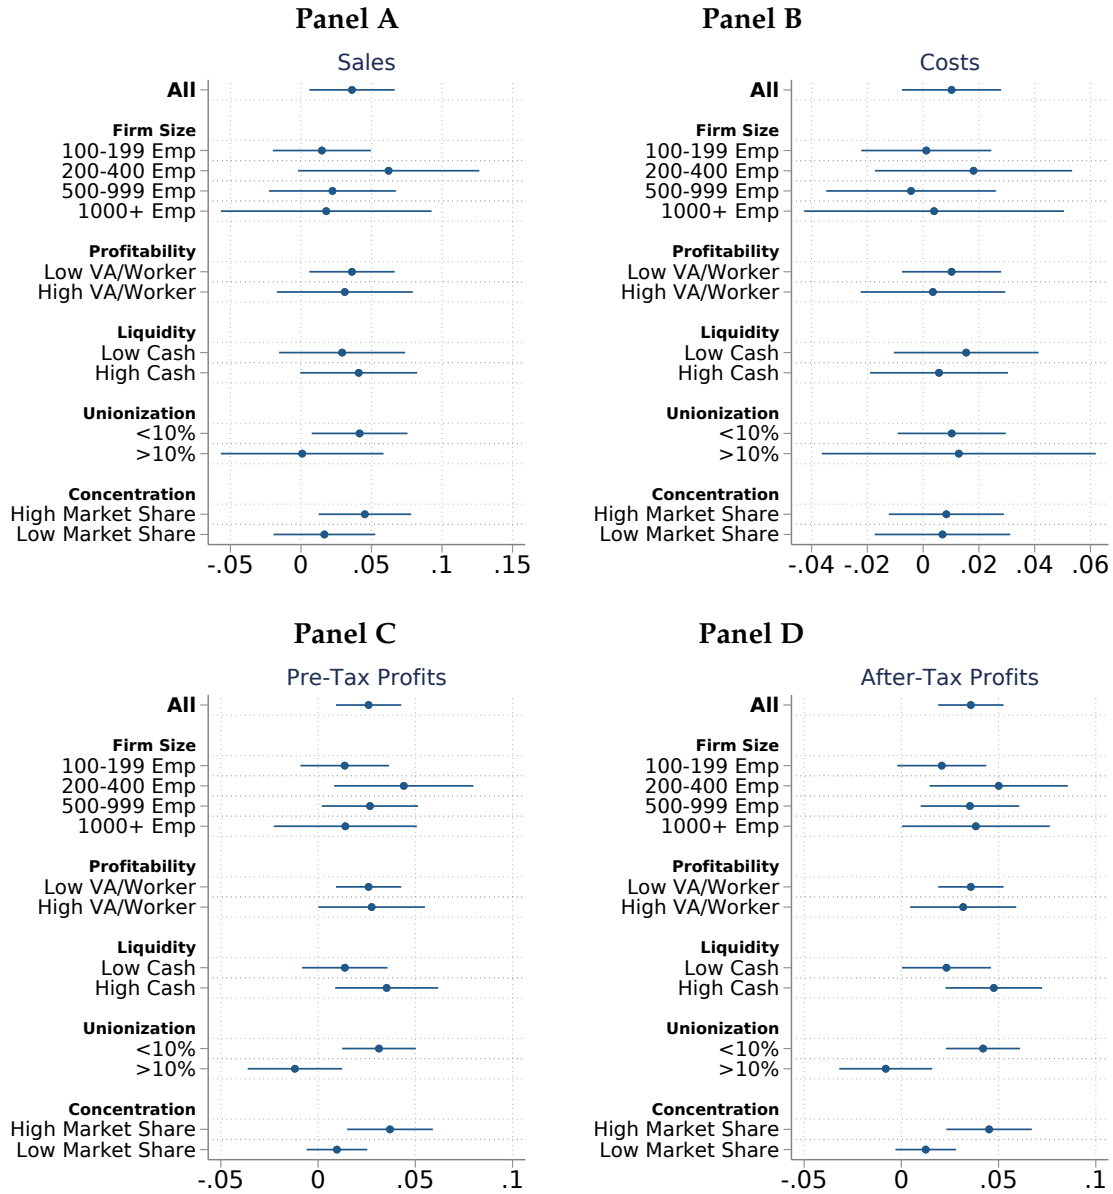 Panel A
Sales
All
Firm Size
100-199 Emp
200-400 Emp
500-999 Emp
1000+ Emp
Profitability
Low VA/Worker
High VA/Worker
Liquidity
Low Cash
High Cash
Unionization
<10%
>10%
Concentration
High Market Share
Low Market Share
-.05 0 .05 .1 .15
Panel B
Costs
All
Firm Size
100-199 Emp
200-400 Emp
500-999 Emp
1000+ Emp
Profitability
Low VA/Worker
High VA/Worker
Liquidity
Low Cash
High Cash
Unionization
<10%
>10%
Concentration
High Market Share
Low Market Share
-.04 -.02 0 .02 .04 .06
Panel C
Pre-Tax Profits
All
Firm Size
100-199 Emp
200-400 Emp
500-999 Emp
1000+ Emp
Profitability
Low VA/Worker
High VA/Worker
Liquidity
Low Cash
High Cash
Unionization
<10%
>10%
Concentration
High Market Share
Low Market Share
-.05 0 .05 .1
Panel D
After-Tax Profits
All
Firm Size
100-199 Emp
200-400 Emp
500-999 Emp
1000+ Emp
Profitability
Low VA/Worker
High VA/Worker
Liquidity
Low Cash
High Cash
Unionization
<10%
>10%
Concentration
High Market Share
Low Market Share
-.05 0 .05 .1